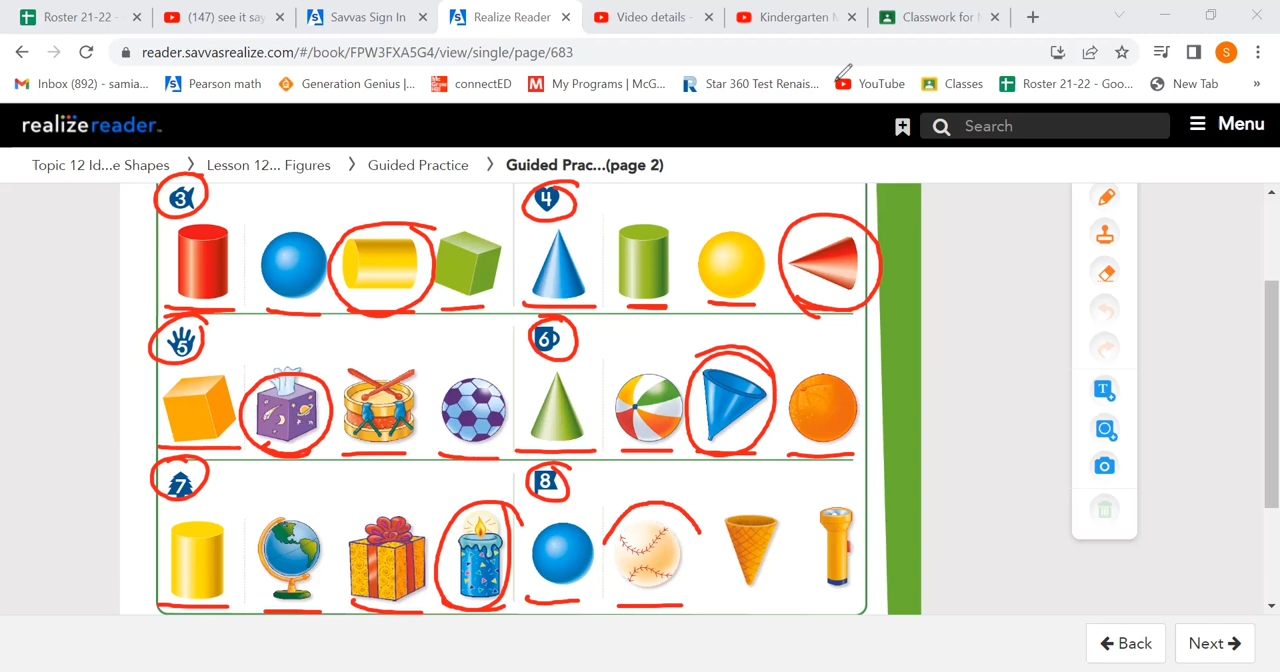 Roster 21-22 -
(147) see it say
Savvas Sign In
Realize Reader
Video details -
Kindergarten M
Classwork for M
reader.savvasrealize.com/#/book/FPW3FXA5G4/view/single/page/683
S
Inbox (892) - samia...
Pearson math
Generation Genius |...
connectED
My Programs | McG...
Star 360 Test Renais...
YouTube
Classes
Roster 21-22 - Goo...
New Tab
»
realizereader
Search
Menu
Topic 12 Id...e Shapes
Lesson 12... Figures
Guided Practice
Guided Prac...(page 2)
3
4
5
6
7
8
T
Back
Next